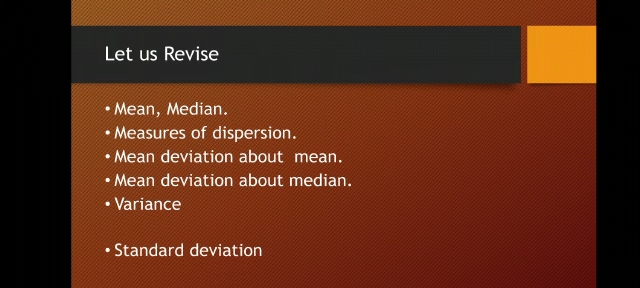 Let us Revise
• Mean, Median.
• Measures of dispersion.
• Mean deviation about  mean.
• Mean deviation about median.
• Variance
• Standard deviation